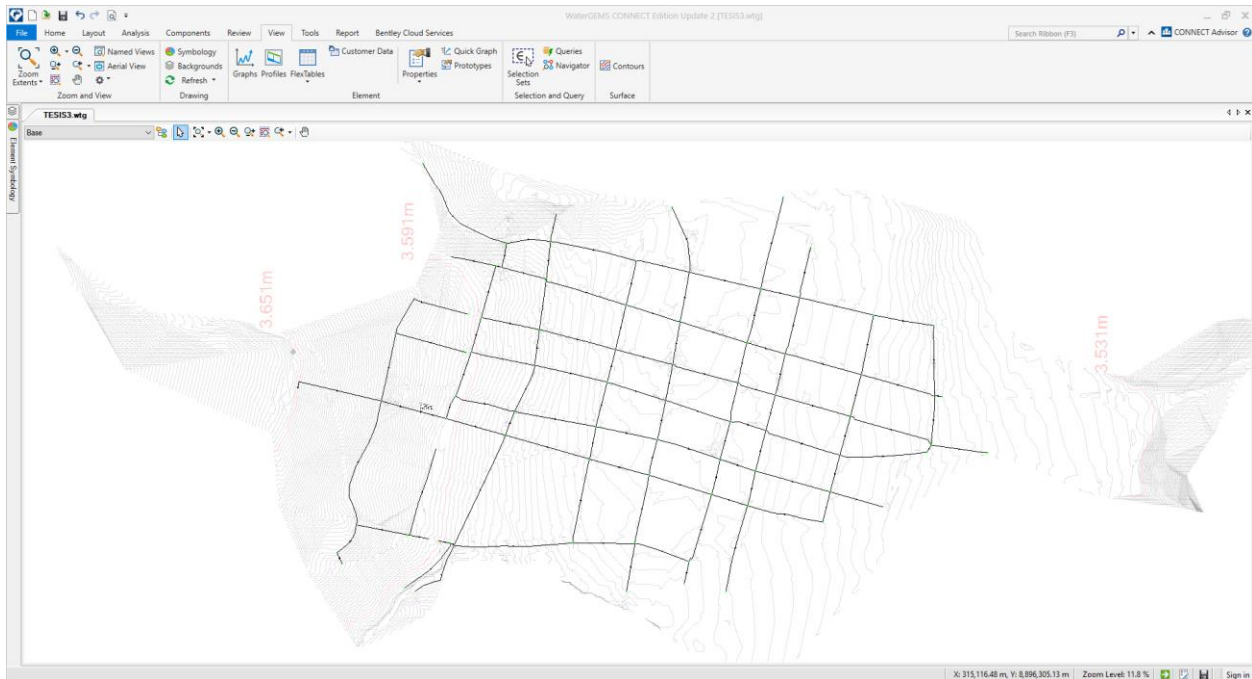 WaterGEMS CONNECT Edition Update 2 [TESIS3.wtg]
File Home Layout Analysis Components Review View Tools Report Bentley Cloud Services Search Ribbon (F3) CONNECT Advisor
Zoom Extents
Named Views
Aerial View
Zoom and View
Symbology
Backgrounds
Refresh
Drawing
Graphs Profiles FlexTables
Customer Data
Properties
Quick Graph
Prototypes
Element
Selection Sets
Queries
Navigator
Selection and Query
Contours
Surface
TESIS3.wtg
Base
Element Symbology
3.591m
3.651m
3.531m
X: 315,116.48 m, Y: 8,896,305.13 m Zoom Level: 11.8 % Sign in